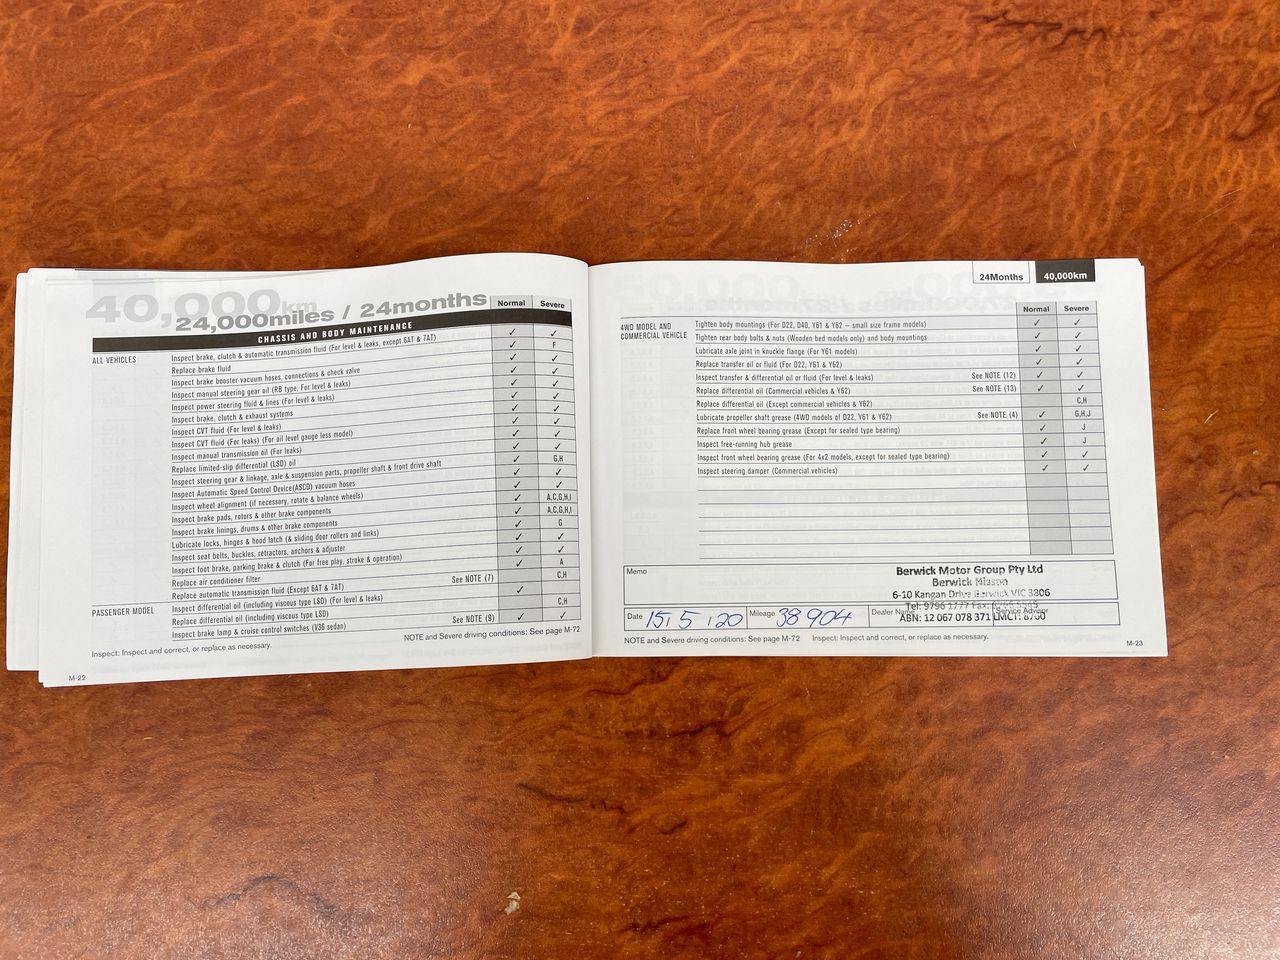 40,000km
24,000miles / 24months
Normal Severe
CHASSIS AND BODY MAINTENANCE
ALL VEHICLES
Inspect brake, clutch & automatic transmission fluid (For level & leaks, except 6AT & 7AT) ✓ ✓
Replace brake fluid ✓ F
Inspect brake booster vacuum hoses, connections & check valve ✓ ✓
Inspect manual steering gear oil (RB type, For level & leaks) ✓ ✓
Inspect power steering fluid & lines (For level & leaks) ✓ ✓
Inspect brake, clutch & exhaust systems ✓ ✓
Inspect CVT fluid (For level & leaks) ✓ ✓
Inspect CVT fluid (For leaks) (For oil level gauge less model) ✓ ✓
Inspect manual transmission oil (For leaks) ✓ ✓
Replace limited-slip differential (LSD) oil ✓ ✓
Inspect steering gear & linkage, axle & suspension parts, propeller shaft & front drive shaft ✓ G,H
Inspect Automatic Speed Control Device(ASCD) vacuum hoses ✓ ✓
Inspect wheel alignment (if necessary, rotate & balance wheels) ✓ ✓
Inspect brake pads, rotors & other brake components ✓ A,C,G,H,I
Inspect brake linings, drums & other brake components ✓ A,C,G,H,I
Lubricate locks, hinges & hood latch (& sliding door rollers and links) ✓ G
Inspect seat belts, buckles, retractors, anchors & adjuster ✓ ✓
Inspect foot brake, parking brake & clutch (For free play, stroke & operation) ✓ ✓
Replace air conditioner filter A
Replace automatic transmission fluid (Except 6AT & 7AT) See NOTE (7) C,H
PASSENGER MODEL
Inspect differential oil (including viscous type LSD) (For level & leaks) ✓
Replace differential oil (including viscous type LSD) C,H
Inspect brake lamp & cruise control switches (V36 sedan) See NOTE (9) ✓ ✓
Inspect: Inspect and correct, or replace as necessary.
NOTE and Severe driving conditions: See page M-72
M-22
24Months 40,000km
Normal Severe
4WD MODEL AND
COMMERCIAL VEHICLE
Tighten body mountings (For D22, D40, Y61 & Y62 – small size frame models) ✓ ✓
Tighten rear body bolts & nuts (Wooden bed models only) and body mountings ✓ ✓
Lubricate axle joint in knuckle flange (For Y61 models) ✓ ✓
Replace transfer oil or fluid (For D22, Y61 & Y62) ✓ ✓
Inspect transfer & differential oil or fluid (For level & leaks) See NOTE (12) ✓ ✓
Replace differential oil (Commercial vehicles & Y62) See NOTE (13) ✓ ✓
Replace differential oil (Except commercial vehicles & Y62) C,H
Lubricate propeller shaft grease (4WD models of D22, Y61 & Y62) See NOTE (4) ✓ G,H,J
Replace front wheel bearing grease (Except for sealed type bearing) ✓ J
Inspect free-running hub grease ✓ J
Inspect front wheel bearing grease (For 4x2 models, except for sealed type bearing) ✓ ✓
Inspect steering damper (Commercial vehicles) ✓ ✓
Memo
Berwick Motor Group Pty Ltd
Berwick Nissan
6-10 Kangan Drive Berwick VIC 3806
Tel: 9796 1777 Fax:
ABN: 12 067 078 371 LMCT: 8760
Date 15, 5, 20 Mileage 38 904 Dealer Name Service Advisor
NOTE and Severe driving conditions: See page M-72 Inspect: Inspect and correct, or replace as necessary.
M-23